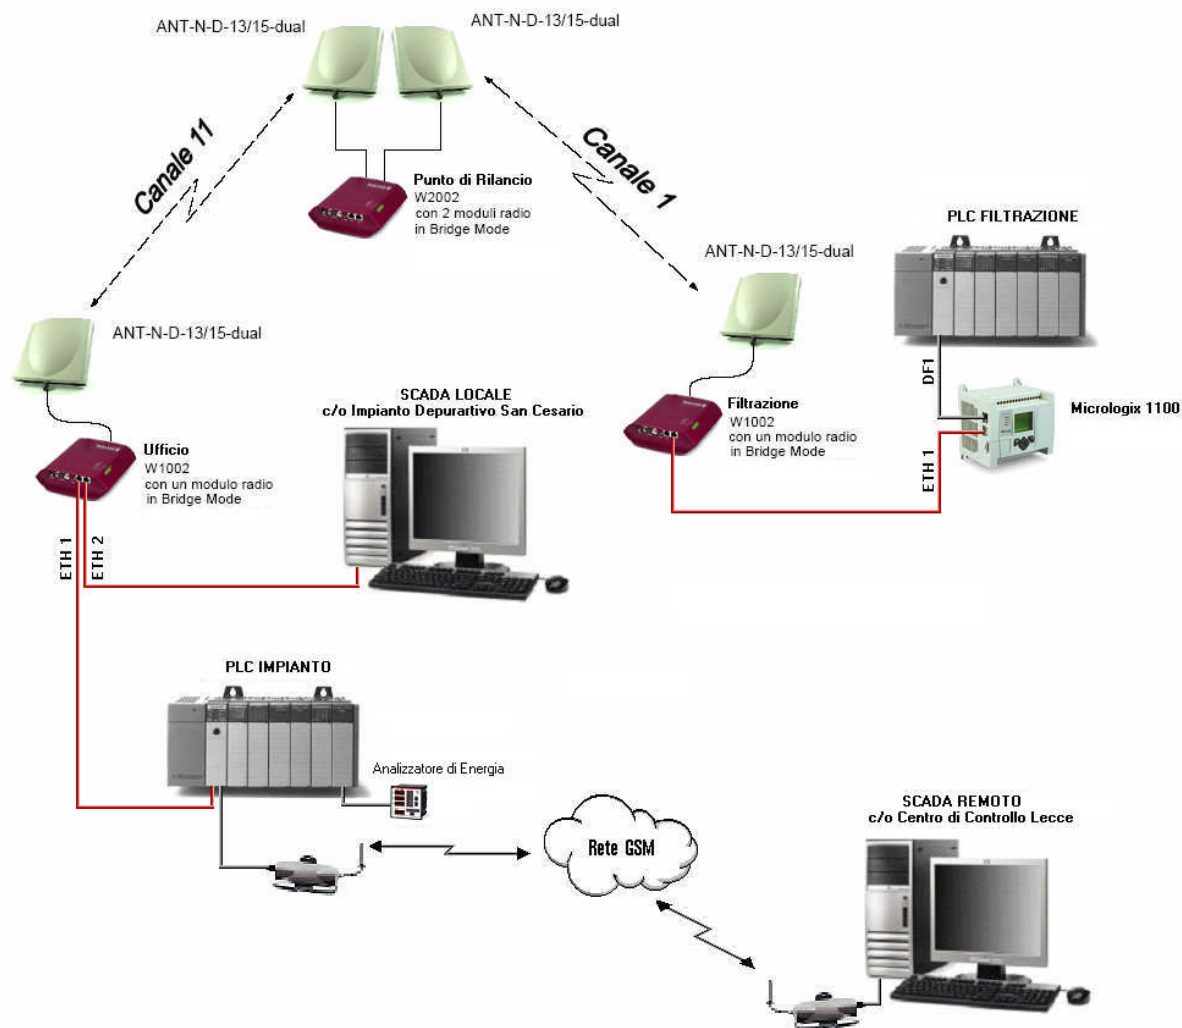 ANT-N-D-13/15-dual
ANT-N-D-13/15-dual
Canale 11
Canale 1
Punto di Rilancio
W2002
con 2 moduli radio
in Bridge Mode
PLC FILTRAZIONE
ANT-N-D-13/15-dual
ANT-N-D-13/15-dual
DF1
SCADA LOCALE
c/o Impianto Depurartivo San Cesario
Filtrazione
W1002
con un modulo radio
in Bridge Mode
Micrologix 1100
Ufficio
W1002
con un modulo radio
in Bridge Mode
ETH 1
ETH 1
ETH 2
PLC IMPIANTO
Analizzatore di Energia
SCADA REMOTO
c/o Centro di Controllo Lecce
Rete GSM